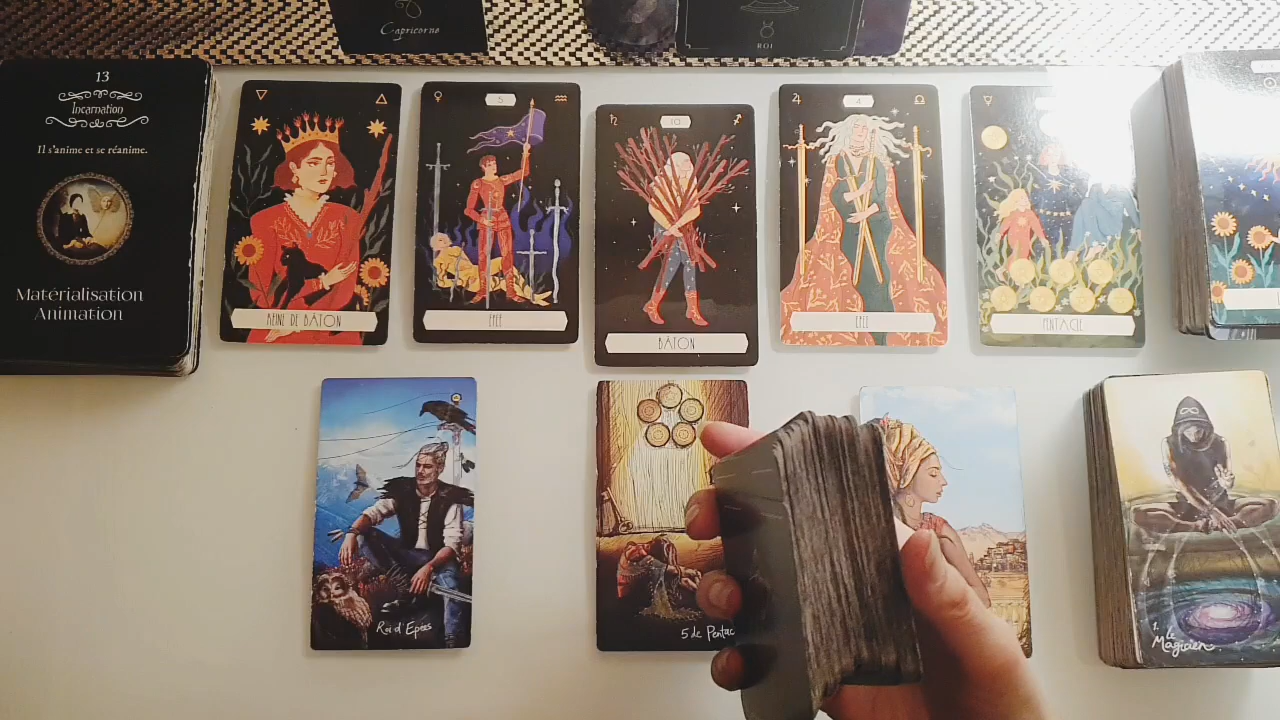 Capricorne
ROI
13
Incarnation
Il s'anime et se réanime.
Matérialisation
Animation
REINE DE BÂTON
5
ÉPÉE
10
BÂTON
4
ÉPÉE
PENTACLE
Roi d'Epées
5 de Pentac
1. Le
Magicien